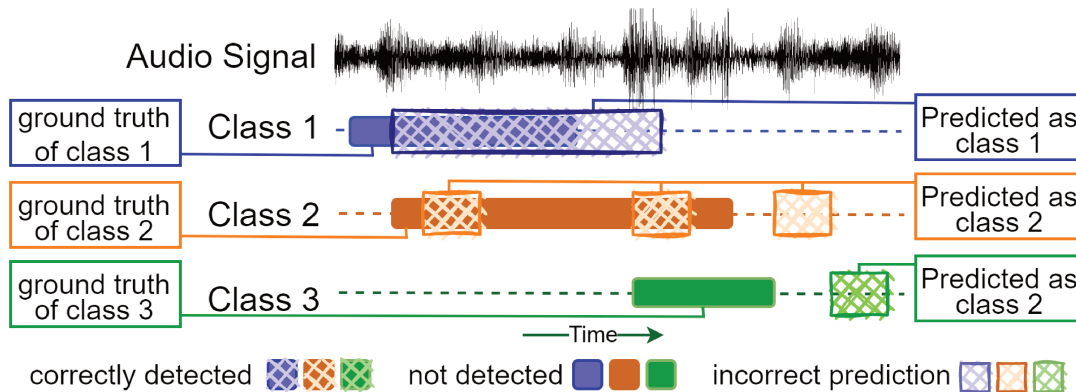 Audio Signal
ground truth
of class 1
Class 1
Predicted as
class 1
ground truth
of class 2
Class 2
Predicted as
class 2
ground truth
of class 3
Class 3
Predicted as
class 2
Time
correctly detected
not detected
incorrect prediction